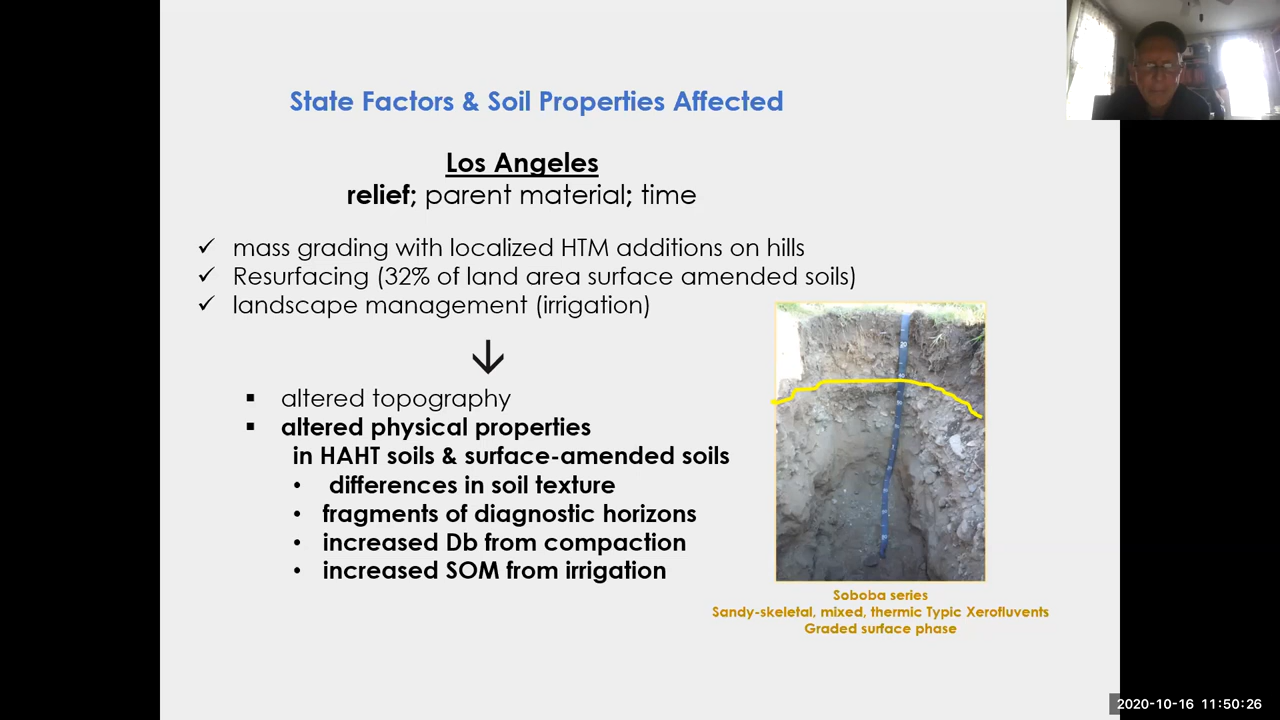 State Factors & Soil Properties Affected
Los Angeles
relief; parent material; time
✓ mass grading with localized HTM additions on hills
✓ Resurfacing (32% of land area surface amended soils)
✓ landscape management (irrigation)
↓
▪ altered topography
▪ altered physical properties
in HAHT soils & surface-amended soils
• differences in soil texture
• fragments of diagnostic horizons
• increased Db from compaction
• increased SOM from irrigation
Soboba series
Sandy-skeletal, mixed, thermic Typic Xerofluvents
Graded surface phase
2020-10-16 11:50:26